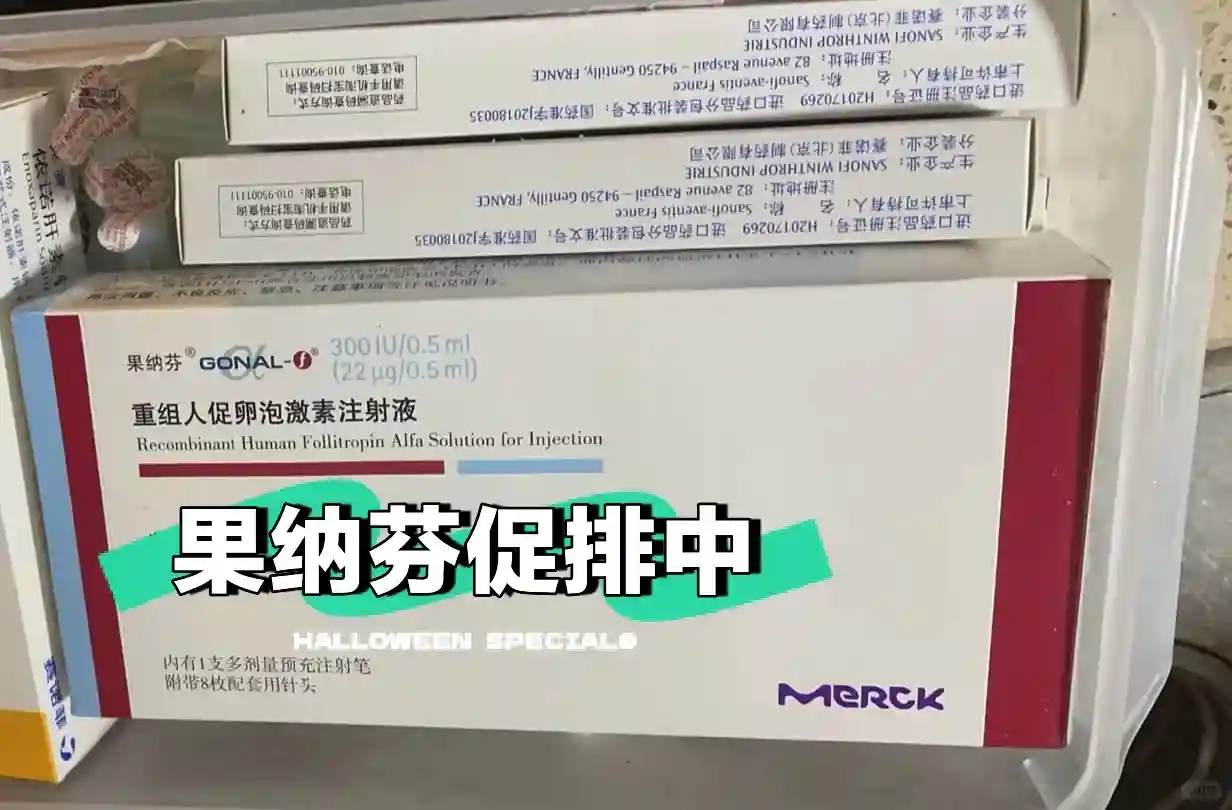 分装企业：赛诺菲（北京）制药有限公司
生产企业：SANOFI WINTHROP INDUSTRIE
注册地址：82 avenue Raspail – 94250 Gentilly, FRANCE
上市许可持有人：名 称：Sanofi-aventis France
进口药品注册证号：H20170269 进口药品分包装批准文号：国药准字J20180035
药品追溯码查询方式：
请用手机淘宝扫码查询
电话查询：010-95001111
分装企业：赛诺菲（北京）制药有限公司
生产企业：SANOFI WINTHROP INDUSTRIE
注册地址：82 avenue Raspail – 94250 Gentilly, FRANCE
上市许可持有人：名 称：Sanofi-aventis France
进口药品注册证号：H20170269 进口药品分包装批准文号：国药准字J20180035
药品追溯码查询方式：
请用手机淘宝扫码查询
电话查询：010-95001111
依诺肝素
Enoxaparin
赛诺菲
果纳芬® GONAL-f® 300 IU/0.5 ml
(22 μg/0.5 ml)
重组人促卵泡激素注射液
Recombinant Human Follitropin Alfa Solution for Injection
果纳芬促排中
HALLOWEEN SPECIAL
内有1支多剂量预充注射笔
附带8枚配套用针头
MERCK